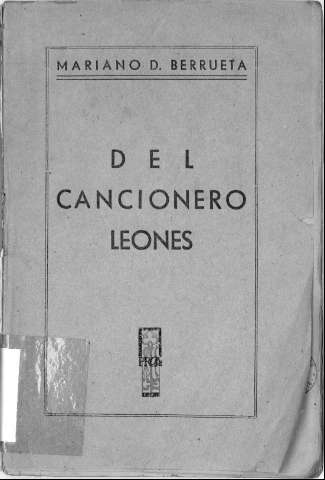 MARIANO D. BERRUETA
DEL
CANCIONERO
LEONES